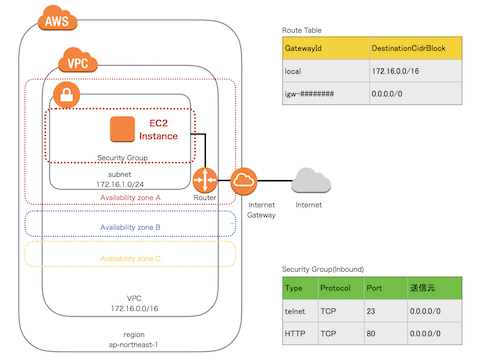 AWS
VPC
EC2
Instance
Security Group
subnet
172.16.1.0/24
Availability zone A
Router
Internet
Gateway
Internet
Availability zone B
Availability zone C
VPC
172.16.0.0/16
region
ap-northeast-1
Route Table
GatewayId DestinationCidrBlock
local 172.16.0.0/16
igw-######## 0.0.0.0/0
Security Group(Inbound)
Type Protocol Port 送信元
telnet TCP 23 0.0.0.0/0
HTTP TCP 80 0.0.0.0/0